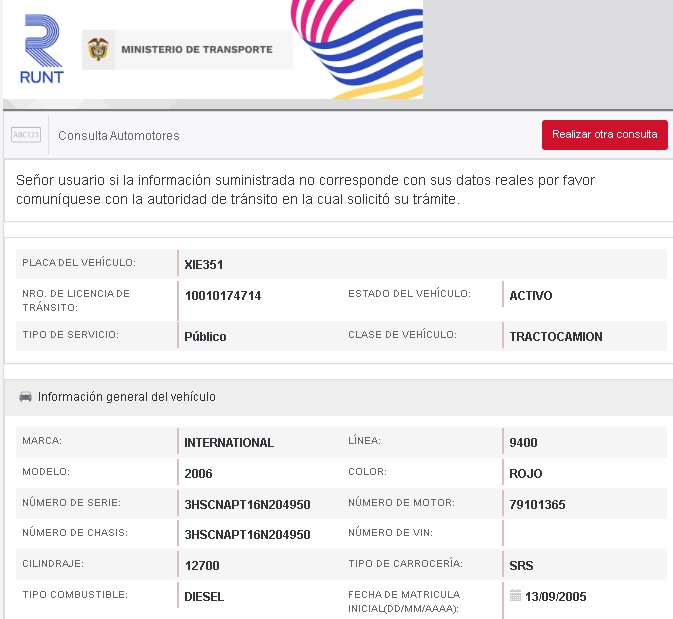 RUNT
MINISTERIO DE TRANSPORTE
ABC123
Consulta Automotores
Realizar otra consulta
Señor usuario si la información suministrada no corresponde con sus datos reales por favor
comuníquese con la autoridad de tránsito en la cual solicitó su trámite.
PLACA DEL VEHÍCULO: XIE351
NRO. DE LICENCIA DE
TRÁNSITO: 10010174714 ESTADO DEL VEHÍCULO: ACTIVO
TIPO DE SERVICIO: Público CLASE DE VEHÍCULO: TRACTOCAMION
Información general del vehículo
MARCA: INTERNATIONAL LÍNEA: 9400
MODELO: 2006 COLOR: ROJO
NÚMERO DE SERIE: 3HSCNAPT16N204950 NÚMERO DE MOTOR: 79101365
NÚMERO DE CHASIS: 3HSCNAPT16N204950 NÚMERO DE VIN:
CILINDRAJE: 12700 TIPO DE CARROCERÍA: SRS
TIPO COMBUSTIBLE: DIESEL FECHA DE MATRICULA
INICIAL(DD/MM/AAAA): 13/09/2005